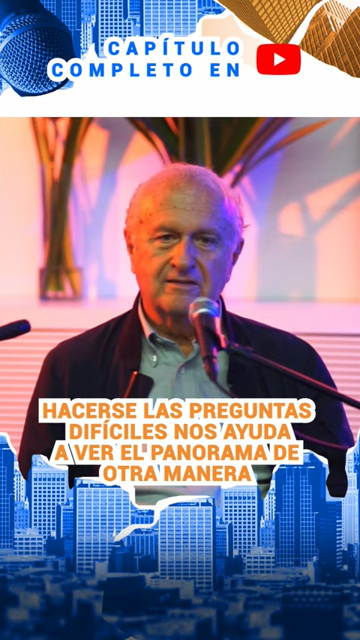 CAPÍTULO
COMPLETO EN
HACERSE LAS PREGUNTAS
DIFÍCILES NOS AYUDA
A VER EL PANORAMA DE
OTRA MANERA